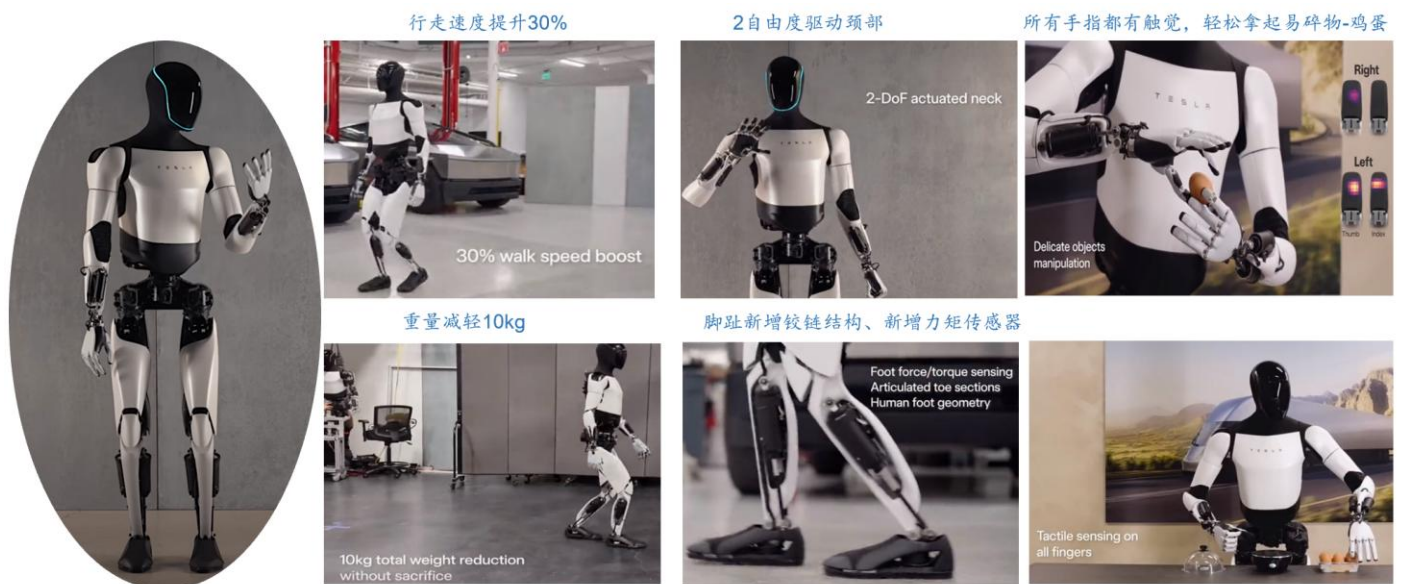 行走速度提升30%
2自由度驱动颈部
所有手指都有触觉，轻松拿起易碎物-鸡蛋
TESLA
30% walk speed boost
2-DoF actuated neck
TESLA
TESLA
Right
Left
Thumb
Index
Delicate objects
manipulation
重量减轻10kg
脚趾新增铰链结构、新增力矩传感器
10kg total weight reduction
without sacrifice
Foot force/torque sensing
Articulated toe sections
Human foot geometry
TESLA
Tactile sensing on
all fingers